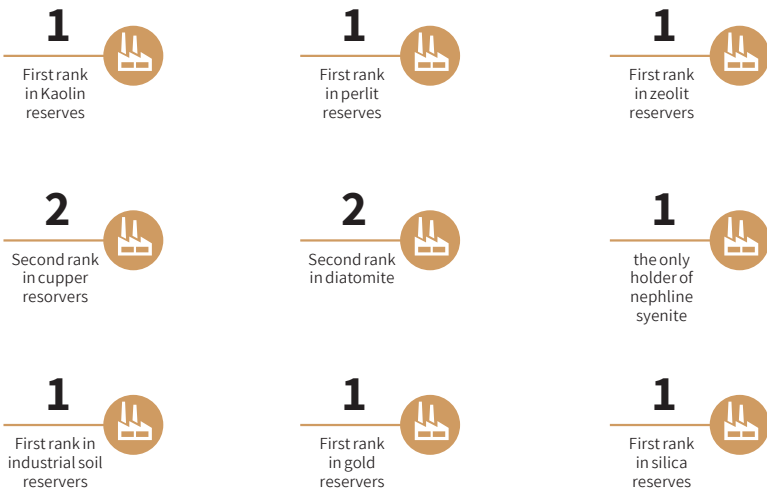 1
First rank
in Kaolin
reserves
1
First rank
in perlit
reserves
1
First rank
in zeolit
reservers
2
Second rank
in cupper
resorvers
2
Second rank
in diatomite
1
the only
holder of
nephline
syenite
1
First rank in
industrial soil
reservers
1
First rank
in gold
reservers
1
First rank
in silica
reserves